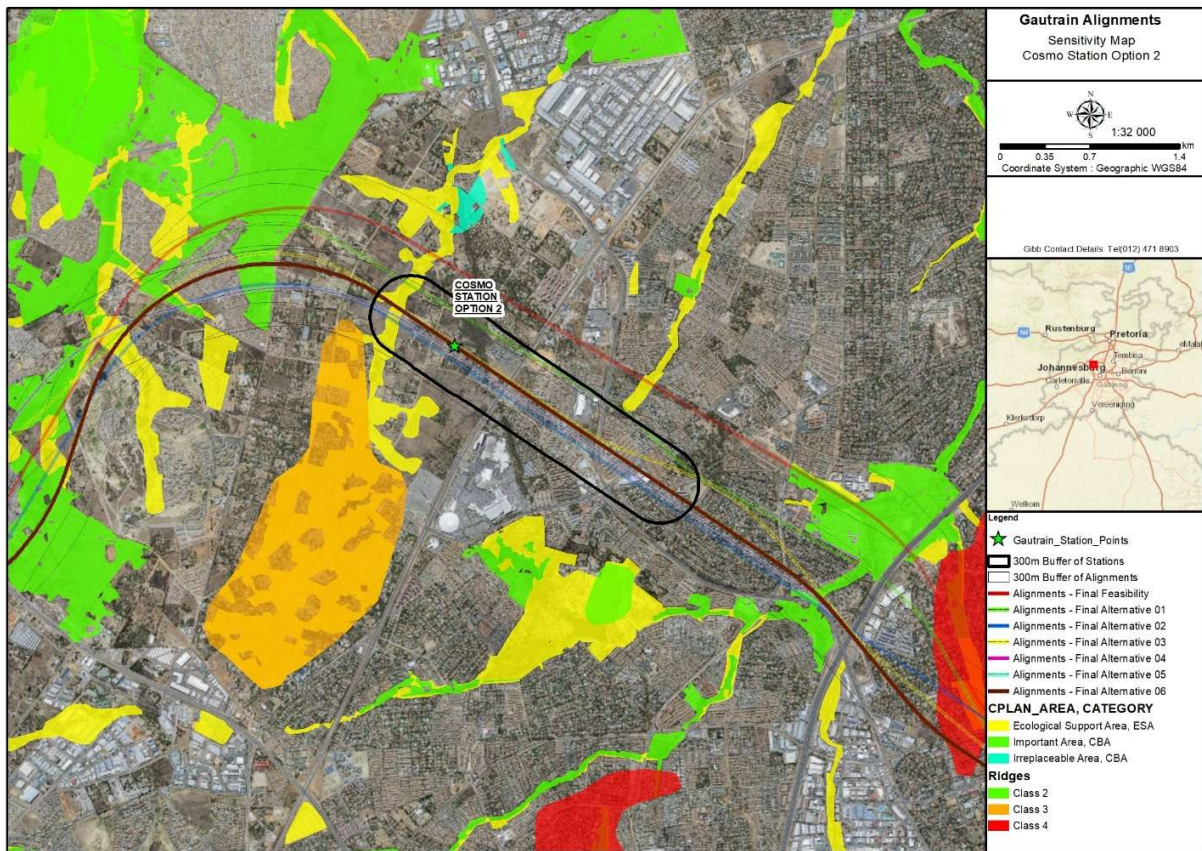 Gautrain Alignments
Sensitivity Map
Cosmo Station Option 2
N
W E
S
1:32 000
km
0 0.35 0.7 1.4
Coordinate System : Geographic WGS84
Gibb Contact Details: Tel(012) 471 8903
COSMO
STATION
OPTION 2
N1
N4
Rustenburg
Pretoria
eMalal
Tembisa
Johannesburg
Benoni
Carletonville
Gauteng
Vereeniging
Klerksdorp
Welkom
Legend
Gautrain_Station_Points
300m Buffer of Stations
300m Buffer of Alignments
Alignments - Final Feasibility
Alignments - Final Alternative 01
Alignments - Final Alternative 02
Alignments - Final Alternative 03
Alignments - Final Alternative 04
Alignments - Final Alternative 05
Alignments - Final Alternative 06
CPLAN_AREA, CATEGORY
Ecological Support Area, ESA
Important Area, CBA
Irreplaceable Area, CBA
Ridges
Class 2
Class 3
Class 4